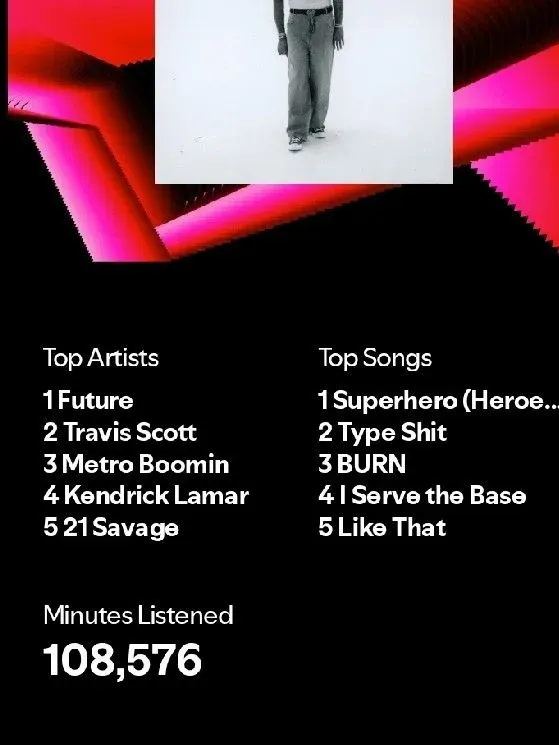 Top Artists
1 Future
2 Travis Scott
3 Metro Boomin
4 Kendrick Lamar
5 21 Savage
Top Songs
1 Superhero (Heroe...
2 Type Shit
3 BURN
4 I Serve the Base
5 Like That
Minutes Listened
108,576